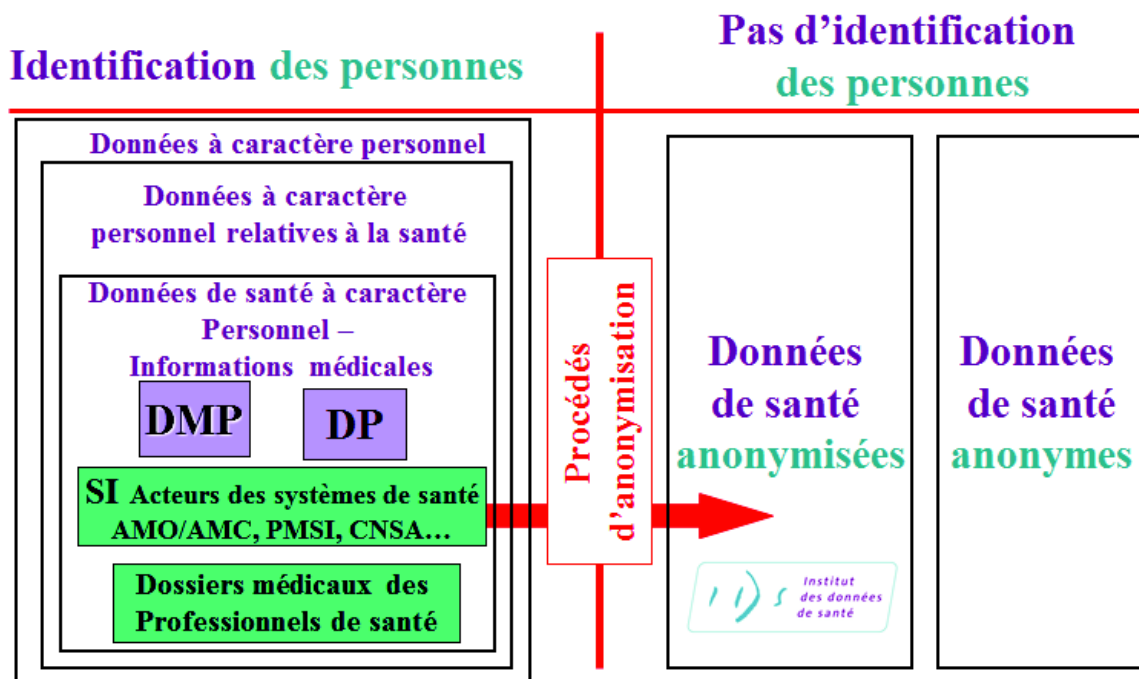 Identification des personnes
Pas d'identification
des personnes
Données à caractère personnel
Données à caractère
personnel relatives à la santé
Données de santé à caractère
Personnel –
Informations médicales
DMP
DP
SI Acteurs des systèmes de santé
AMO/AMC, PMSI, CNSA…
Dossiers médicaux des
Professionnels de santé
Procédés
d'anonymisation
Données
de santé
anonymisées
Institut
des données
de santé
Données
de santé
anonymes